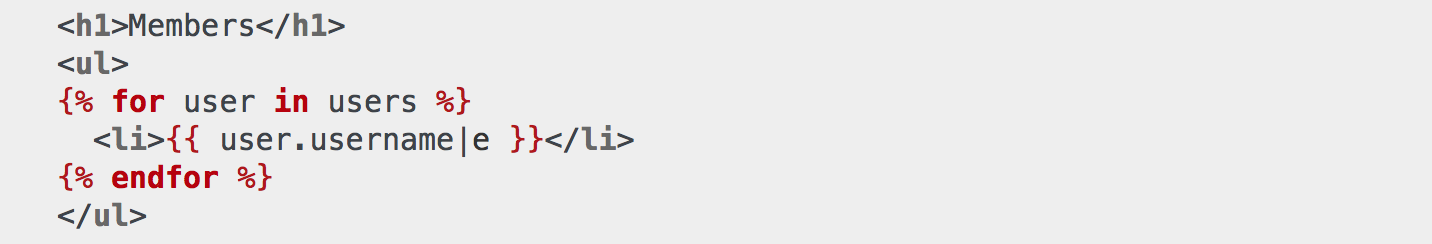 <h1>Members</h1>
<ul>
{% for user in users %}
  <li>{{ user.username|e }}</li>
{% endfor %}
</ul>